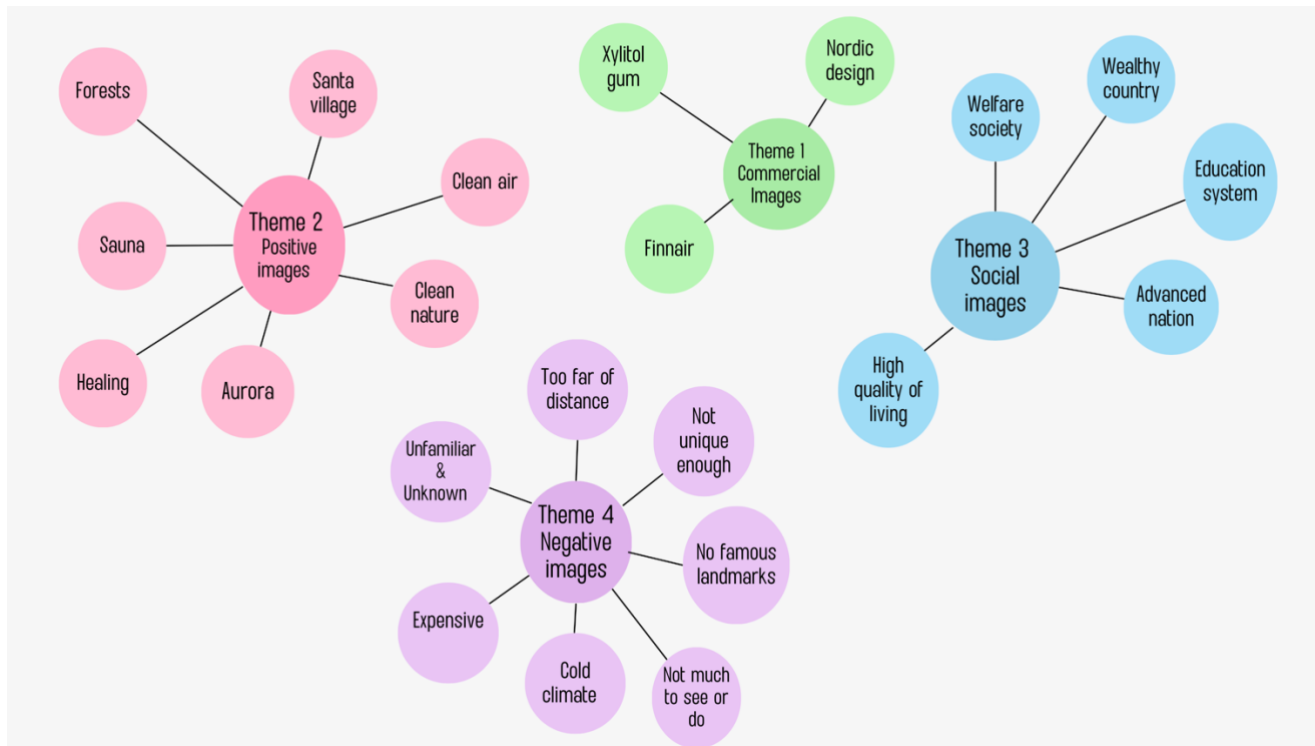 Forests
Santa
village
Clean air
Theme 2
Positive
images
Sauna
Clean
nature
Healing
Aurora
Xylitol
gum
Nordic
design
Theme 1
Commercial
Images
Finnair
Welfare
society
Wealthy
country
Education
system
Theme 3
Social
images
Advanced
nation
High
quality of
living
Too far of
distance
Not
unique
enough
Unfamiliar
&
Unknown
Theme 4
Negative
images
No famous
landmarks
Expensive
Cold
climate
Not much
to see or
do